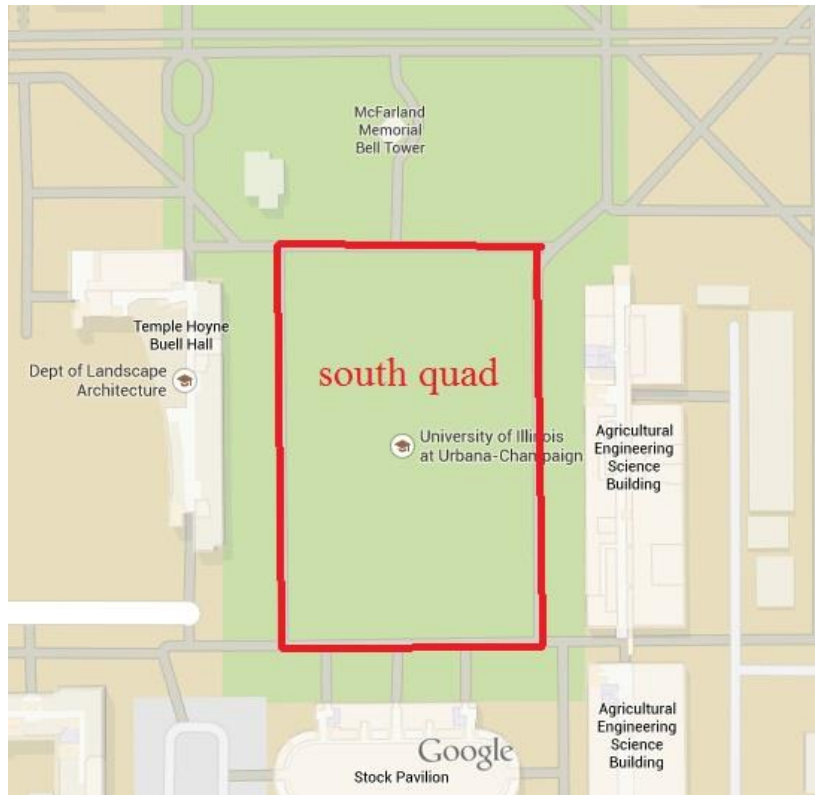 McFarland
Memorial
Bell Tower
Temple Hoyne
Buell Hall
Dept of Landscape
Architecture
south quad
University of Illinois
at Urbana-Champaign
Agricultural
Engineering
Science
Building
Agricultural
Engineering
Science
Building
Google
Stock Pavilion